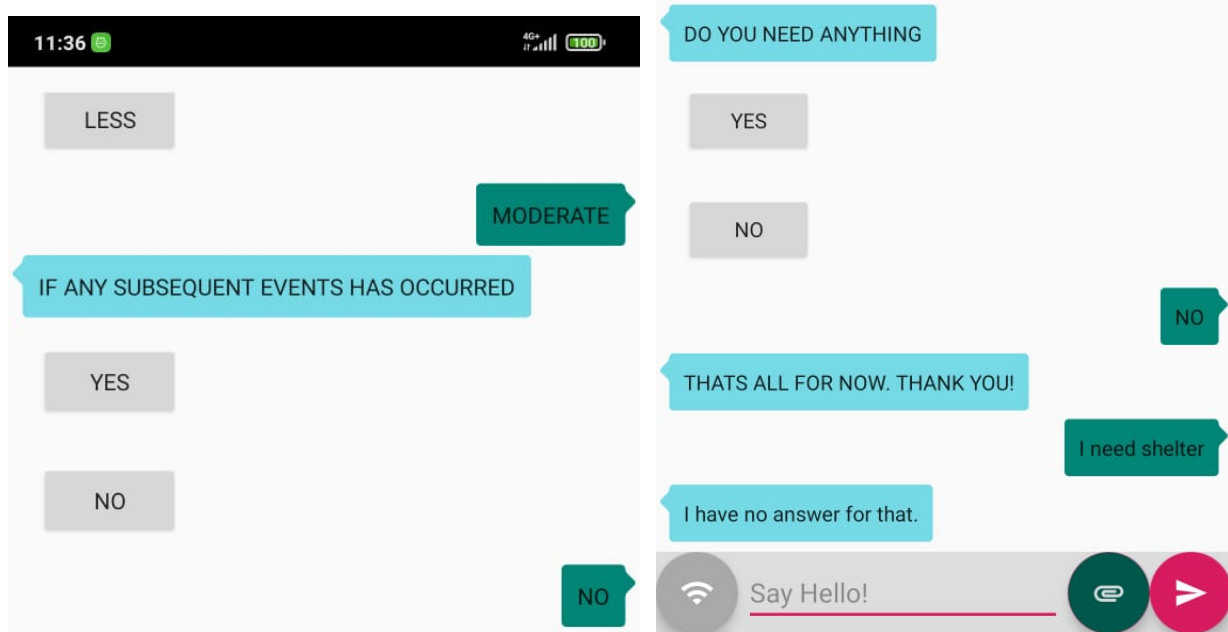 11:36
4G+
100
LESS
MODERATE
IF ANY SUBSEQUENT EVENTS HAS OCCURRED
YES
NO
NO
DO YOU NEED ANYTHING
YES
NO
NO
THATS ALL FOR NOW. THANK YOU!
I need shelter
I have no answer for that.
Say Hello!